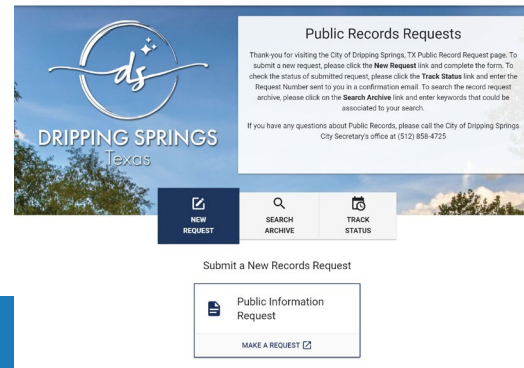 ds
DRIPPING SPRINGS
Texas
Public Records Requests
Thank-you for visiting the City of Dripping Springs, TX Public Record Request page. To
submit a new request, please click the New Request link and complete the form. To
check the status of submitted request, please click the Track Status link and enter the
Request Number sent to you in a confirmation email. To search the record request
archive, please click on the Search Archive link and enter keywords that could be
associated to your search.
If you have any questions about Public Records, please call the City of Dripping Springs
City Secretary's office at (512) 858-4725
NEW
REQUEST
SEARCH
ARCHIVE
TRACK
STATUS
Submit a New Records Request
Public Information
Request
MAKE A REQUEST